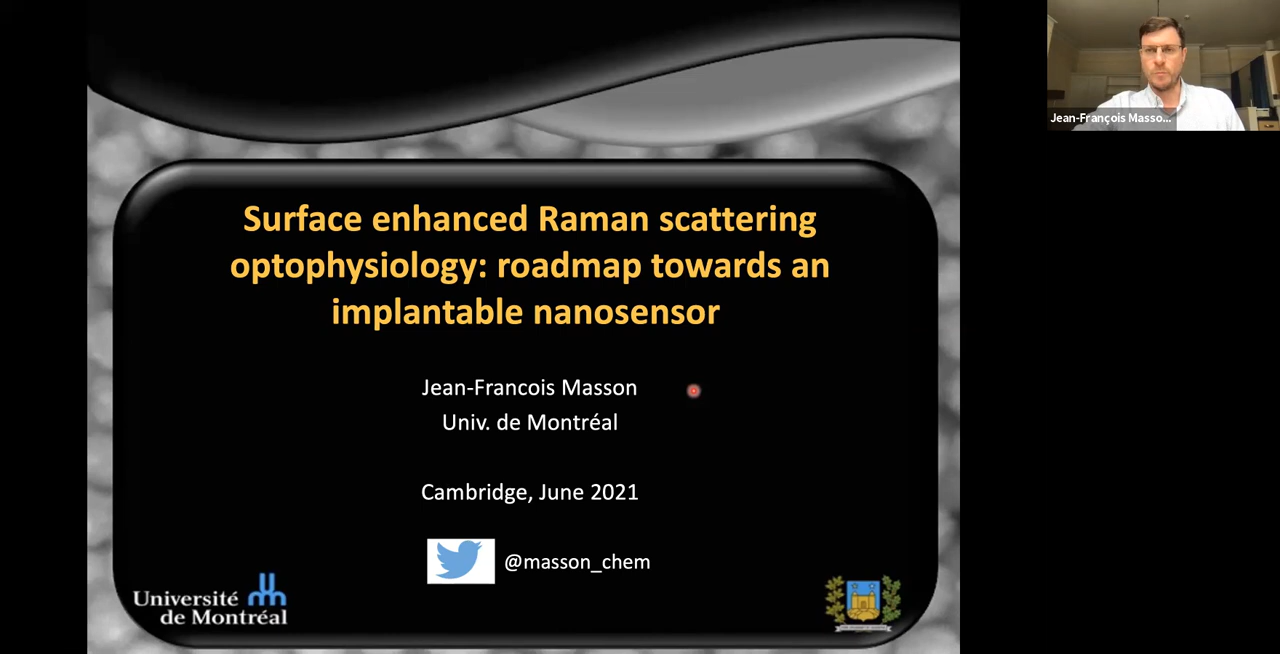 Surface enhanced Raman scattering
optophysiology: roadmap towards an
implantable nanosensor
Jean-Francois Masson
Univ. de Montréal
Cambridge, June 2021
@masson_chem
Université
de Montréal
Jean-François Masso...